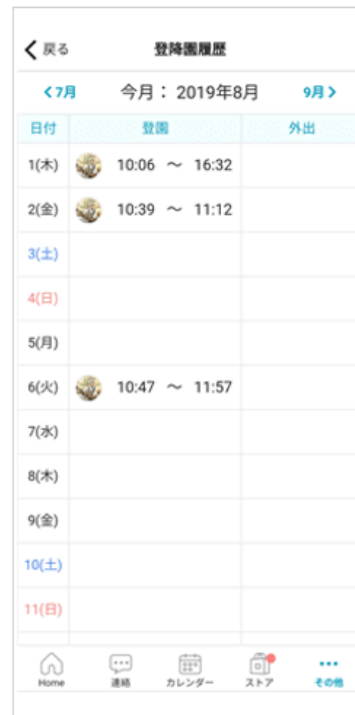 戻る 登降園履歴
7月 今月： 2019年8月 9月
日付 登園 外出
1(木) 10:06 ～ 16:32
2(金) 10:39 ～ 11:12
3(土)
4(日)
5(月)
6(火) 10:47 ～ 11:57
7(水)
8(木)
9(金)
10(土)
11(日)
Home 連絡 カレンダー ストア その他